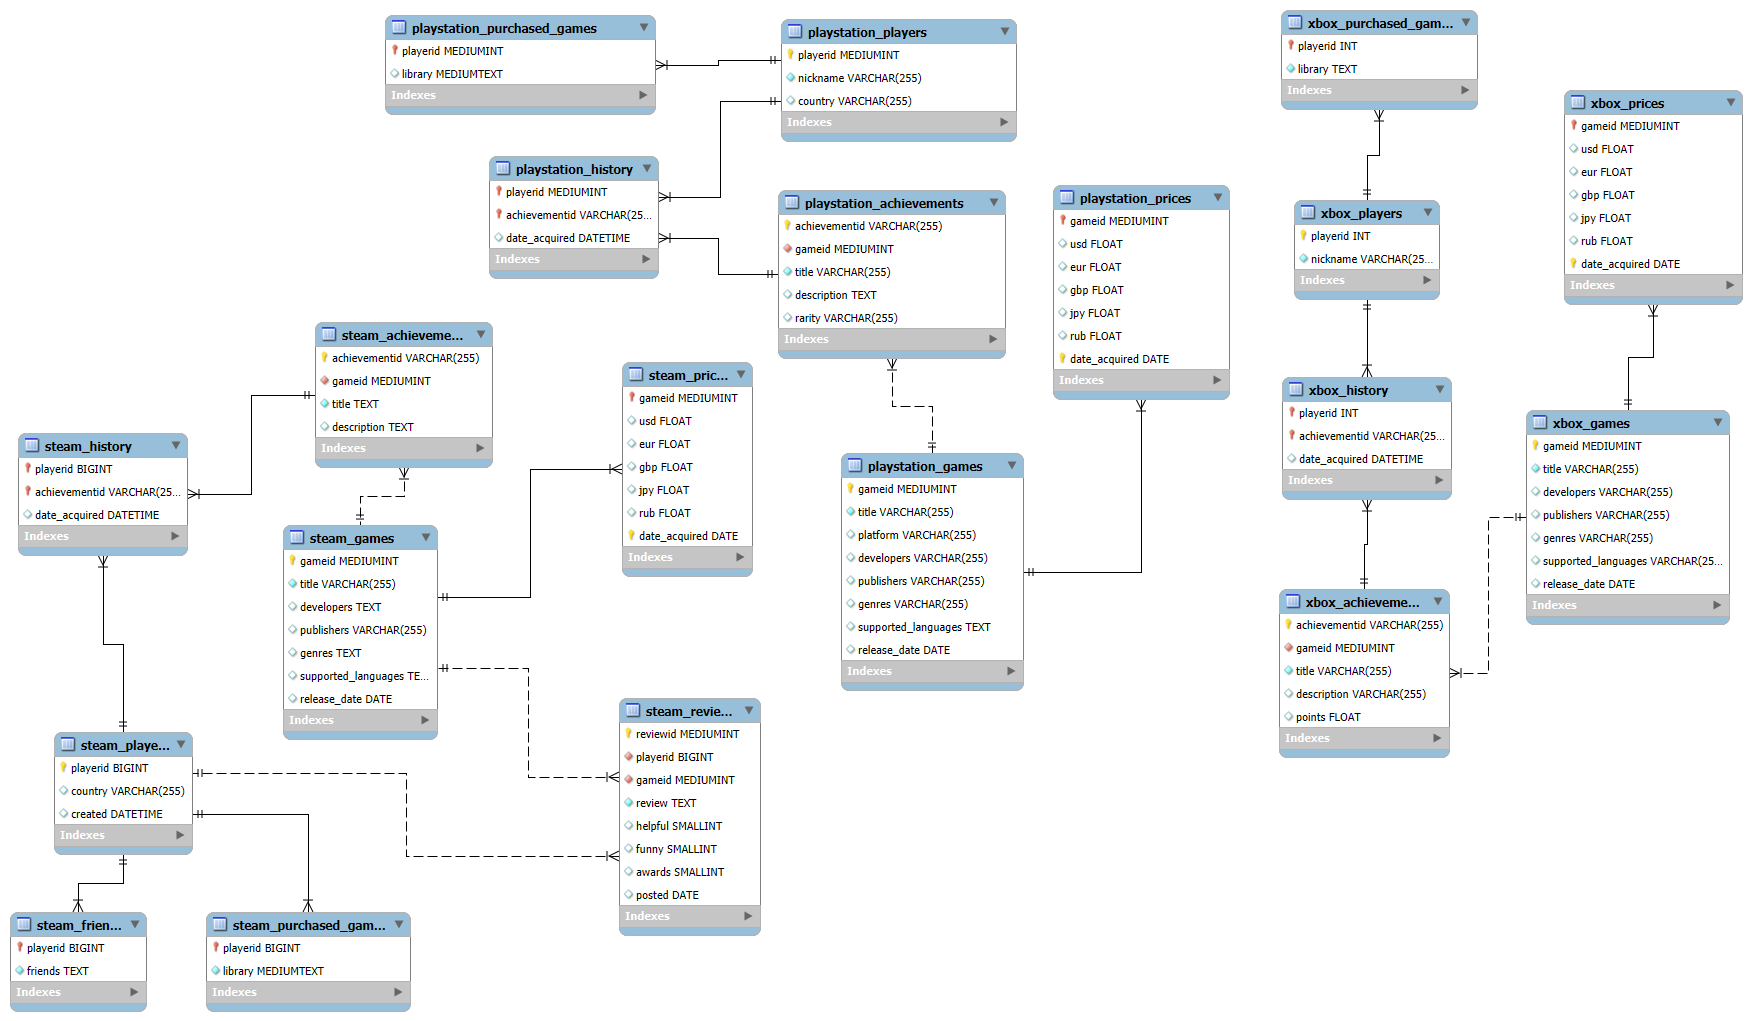 playstation_purchased_games
playerid MEDIUMINT
library MEDIUMTEXT
Indexes
playstation_players
playerid MEDIUMINT
nickname VARCHAR(255)
country VARCHAR(255)
Indexes
xbox_purchased_gam...
playerid INT
library TEXT
Indexes
xbox_prices
gameid MEDIUMINT
usd FLOAT
eur FLOAT
gbp FLOAT
jpy FLOAT
rub FLOAT
date_acquired DATE
Indexes
playstation_history
playerid MEDIUMINT
achievementid VARCHAR(25...
date_acquired DATETIME
Indexes
playstation_achievements
achievementid VARCHAR(255)
gameid MEDIUMINT
title VARCHAR(255)
description TEXT
rarity VARCHAR(255)
Indexes
playstation_prices
gameid MEDIUMINT
usd FLOAT
eur FLOAT
gbp FLOAT
jpy FLOAT
rub FLOAT
date_acquired DATE
Indexes
xbox_players
playerid INT
nickname VARCHAR(25...
Indexes
steam_achieveme...
achievementid VARCHAR(255)
gameid MEDIUMINT
title TEXT
description TEXT
Indexes
steam_pric...
gameid MEDIUMINT
usd FLOAT
eur FLOAT
gbp FLOAT
jpy FLOAT
rub FLOAT
date_acquired DATE
Indexes
xbox_history
playerid INT
achievementid VARCHAR(25...
date_acquired DATETIME
Indexes
xbox_games
gameid MEDIUMINT
title VARCHAR(255)
developers VARCHAR(255)
publishers VARCHAR(255)
genres VARCHAR(255)
supported_languages VARCHAR(25...
release_date DATE
Indexes
steam_history
playerid BIGINT
achievementid VARCHAR(25...
date_acquired DATETIME
Indexes
playstation_games
gameid MEDIUMINT
title VARCHAR(255)
platform VARCHAR(255)
developers VARCHAR(255)
publishers VARCHAR(255)
genres VARCHAR(255)
supported_languages TEXT
release_date DATE
Indexes
steam_games
gameid MEDIUMINT
title VARCHAR(255)
developers TEXT
publishers VARCHAR(255)
genres TEXT
supported_languages TE...
release_date DATE
Indexes
xbox_achieveme...
achievementid VARCHAR(255)
gameid MEDIUMINT
title VARCHAR(255)
description VARCHAR(255)
points FLOAT
Indexes
steam_revie...
reviewid MEDIUMINT
playerid BIGINT
gameid MEDIUMINT
review TEXT
helpful SMALLINT
funny SMALLINT
awards SMALLINT
posted DATE
Indexes
steam_playe...
playerid BIGINT
country VARCHAR(255)
created DATETIME
Indexes
steam_frien...
playerid BIGINT
friends TEXT
Indexes
steam_purchased_gam...
playerid BIGINT
library MEDIUMTEXT
Indexes